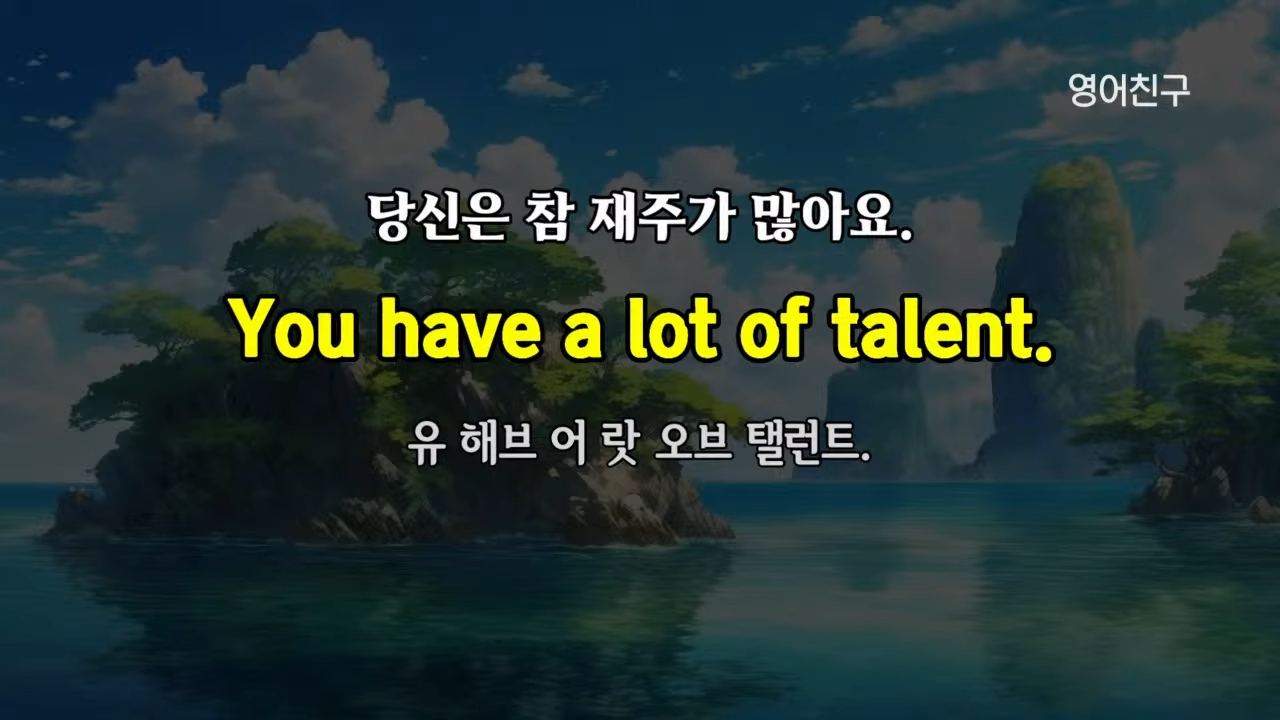 영어친구
당신은 참 재주가 많아요.
You have a lot of talent.
유 해브 어 랏 오브 탤런트.